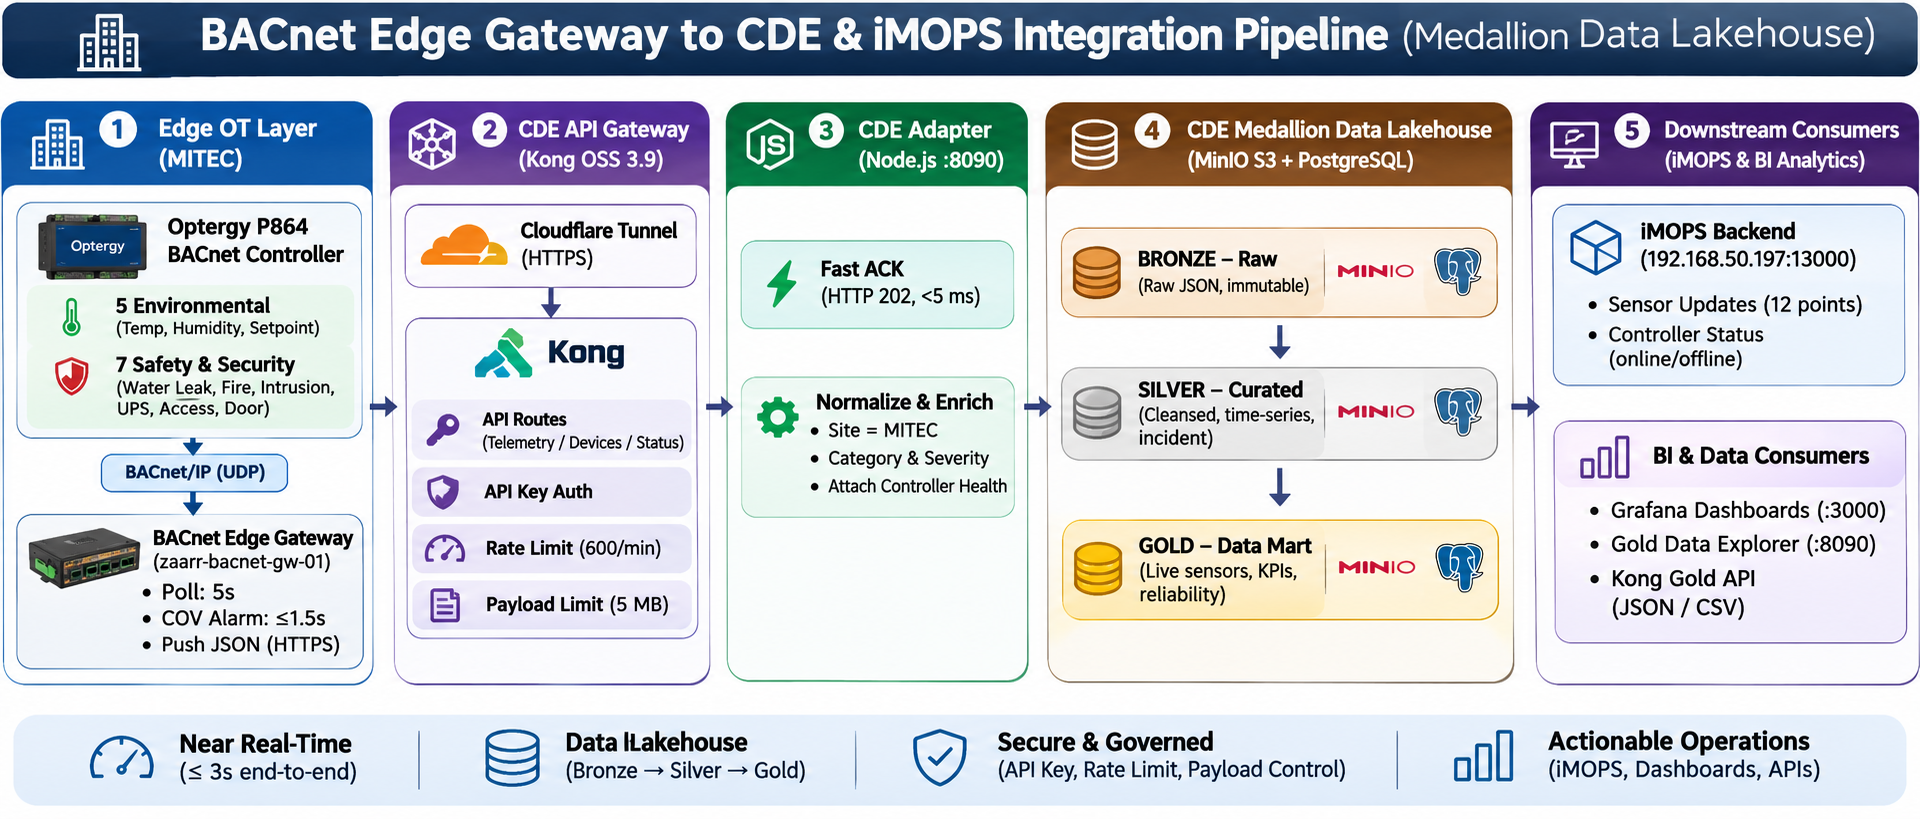 BACnet Edge Gateway to CDE & iMOPS Integration Pipeline (Medallion Data Lakehouse)
1
Edge OT Layer
(MITEC)
Optergy
Optergy P864
BACnet Controller
5 Environmental
(Temp, Humidity, Setpoint)
7 Safety & Security
(Water Leak, Fire, Intrusion,
UPS, Access, Door)
BACnet/IP (UDP)
BACnet Edge Gateway
(zaarr-bacnet-gw-01)
• Poll: 5s
• COV Alarm: ≤1.5s
• Push JSON (HTTPS)
2
CDE API Gateway
(Kong OSS 3.9)
Cloudflare Tunnel
(HTTPS)
Kong
API Routes
(Telemetry / Devices / Status)
API Key Auth
Rate Limit (600/min)
Payload Limit (5 MB)
JS
3
CDE Adapter
(Node.js :8090)
Fast ACK
(HTTP 202, <5 ms)
Normalize & Enrich
• Site = MITEC
• Category & Severity
• Attach Controller Health
4
CDE Medallion Data Lakehouse
(MinIO S3 + PostgreSQL)
BRONZE – Raw
(Raw JSON, immutable)
MINIO
SILVER – Curated
(Cleansed, time-series,
incident)
MINIO
GOLD – Data Mart
(Live sensors, KPIs,
reliability)
MINIO
5
Downstream Consumers
(iMOPS & BI Analytics)
iMOPS Backend
(192.168.50.197:13000)
• Sensor Updates (12 points)
• Controller Status
(online/offline)
BI & Data Consumers
• Grafana Dashboards (:3000)
• Gold Data Explorer (:8090)
• Kong Gold API
(JSON / CSV)
Near Real-Time
(≤ 3s end-to-end)
Data lLakehouse
(Bronze → Silver → Gold)
Secure & Governed
(API Key, Rate Limit, Payload Control)
Actionable Operations
(iMOPS, Dashboards, APIs)